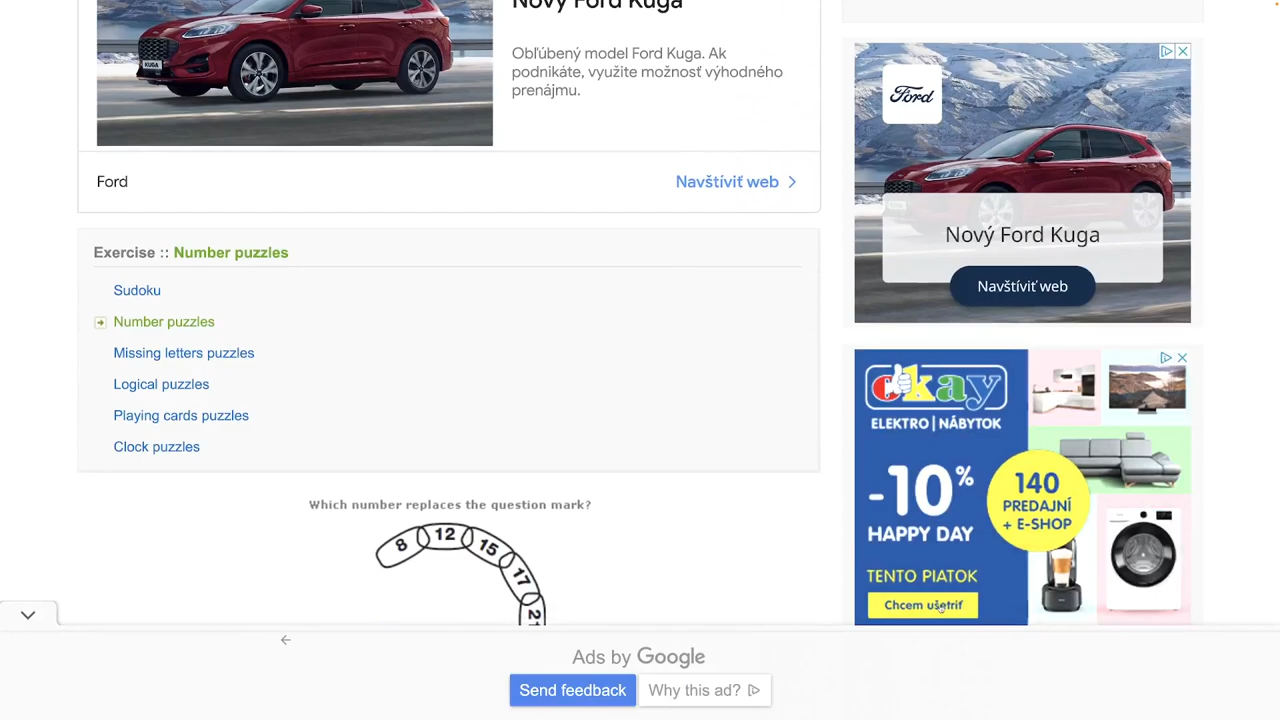 Nový Ford Kuga
Obľúbený model Ford Kuga. Ak
podnikáte, využite možnosť výhodného
prenájmu.
KUGA
Ford
Navštíviť web
Exercise :: Number puzzles
Sudoku
Number puzzles
Missing letters puzzles
Logical puzzles
Playing cards puzzles
Clock puzzles
Which number replaces the question mark?
8
12
15
17
21
Ford
Nový Ford Kuga
Navštíviť web
okay
ELEKTRO | NÁBYTOK
-10%
HAPPY DAY
TENTO PIATOK
Chcem ušetriť
140
PREDAJNÍ
+ E-SHOP
Ads by Google
Send feedback
Why this ad?